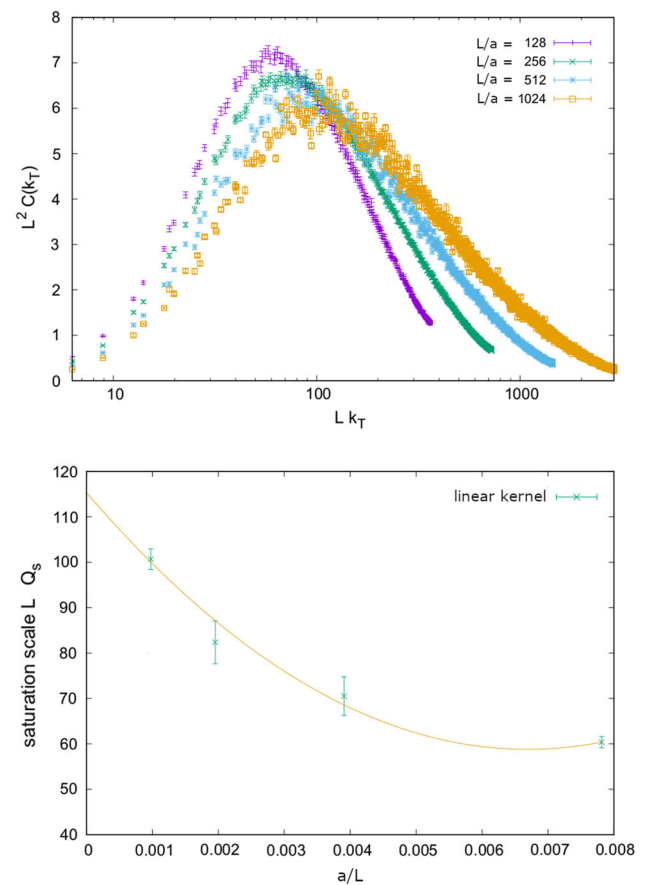 8
7
6
5
4
3
2
1
0
L² C(k_T)
L/a = 128
L/a = 256
L/a = 512
L/a = 1024
10 100 1000
L k_T
120
110
100
90
80
70
60
50
40
saturation scale L Q_s
linear kernel
0 0.001 0.002 0.003 0.004 0.005 0.006 0.007 0.008
a/L